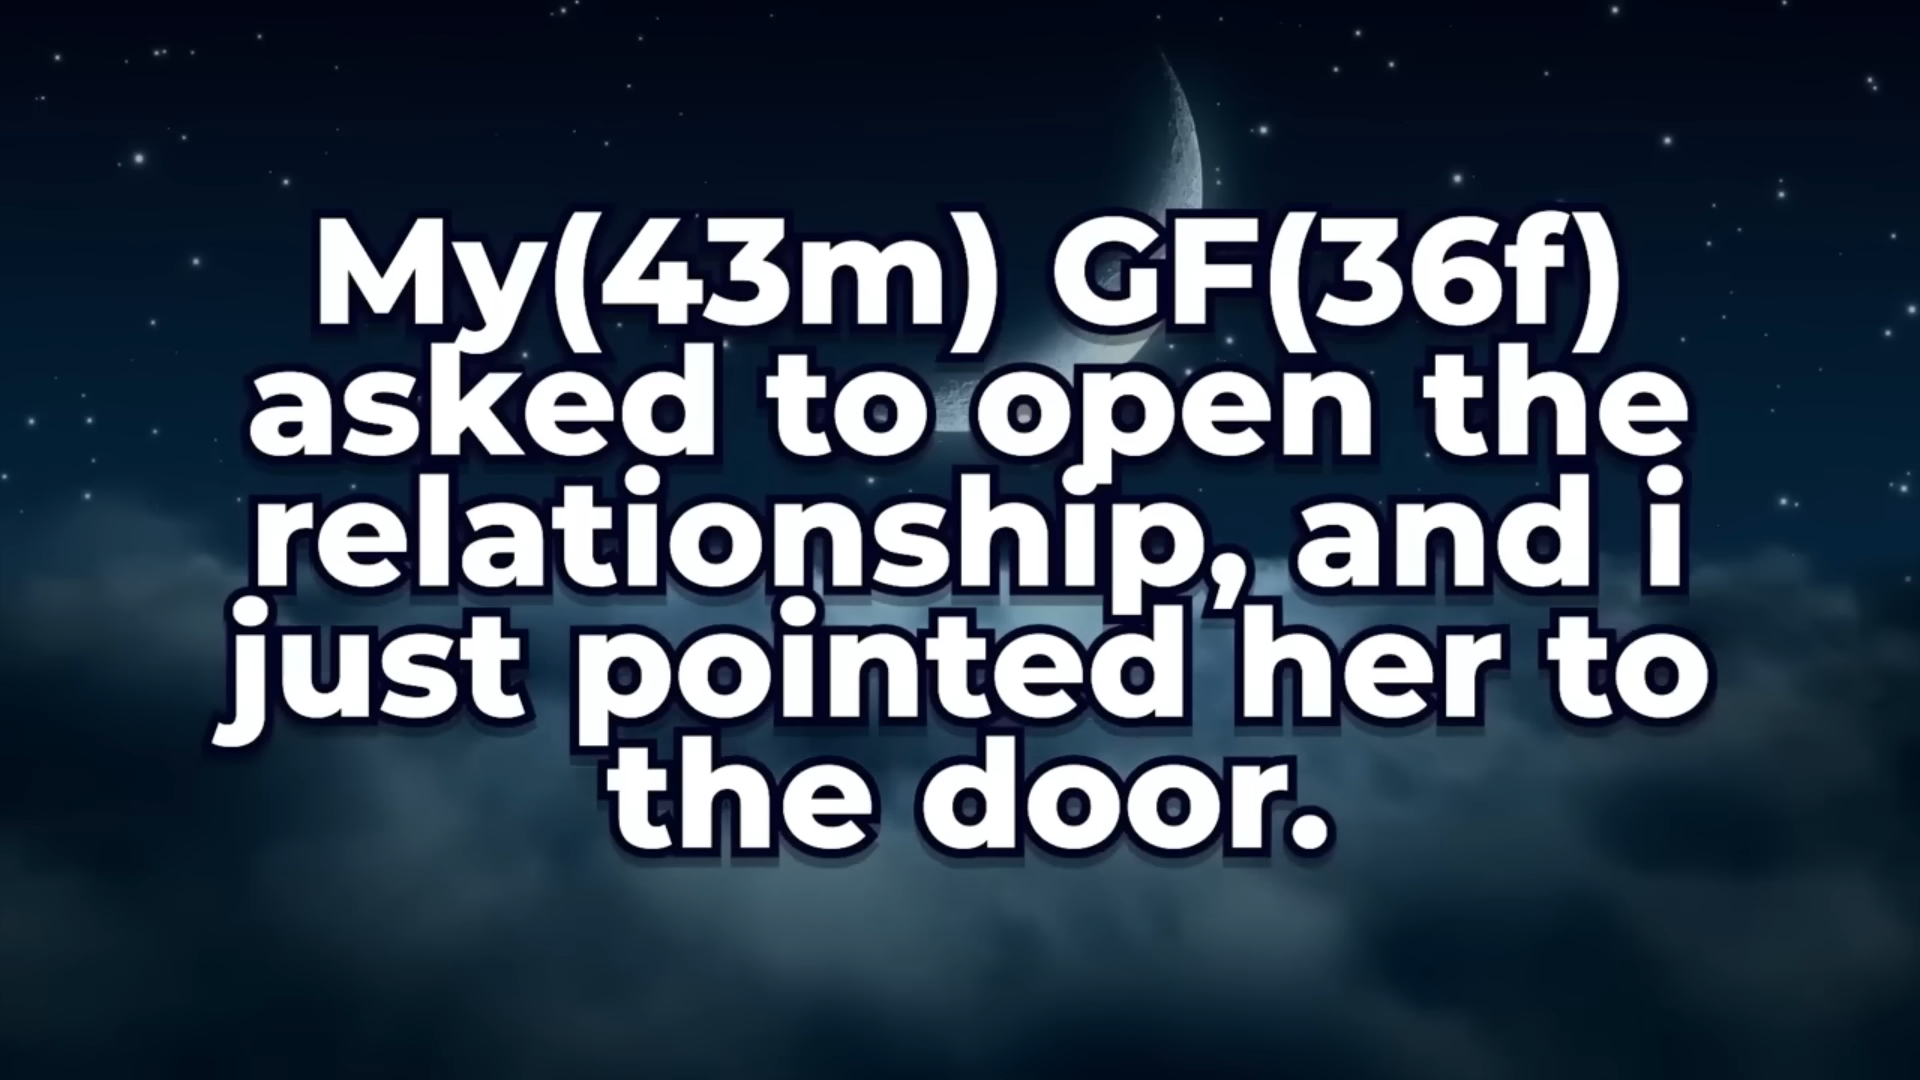 My(43m) GF(36f)
asked to open the
relationship, and i
just pointed her to
the door.